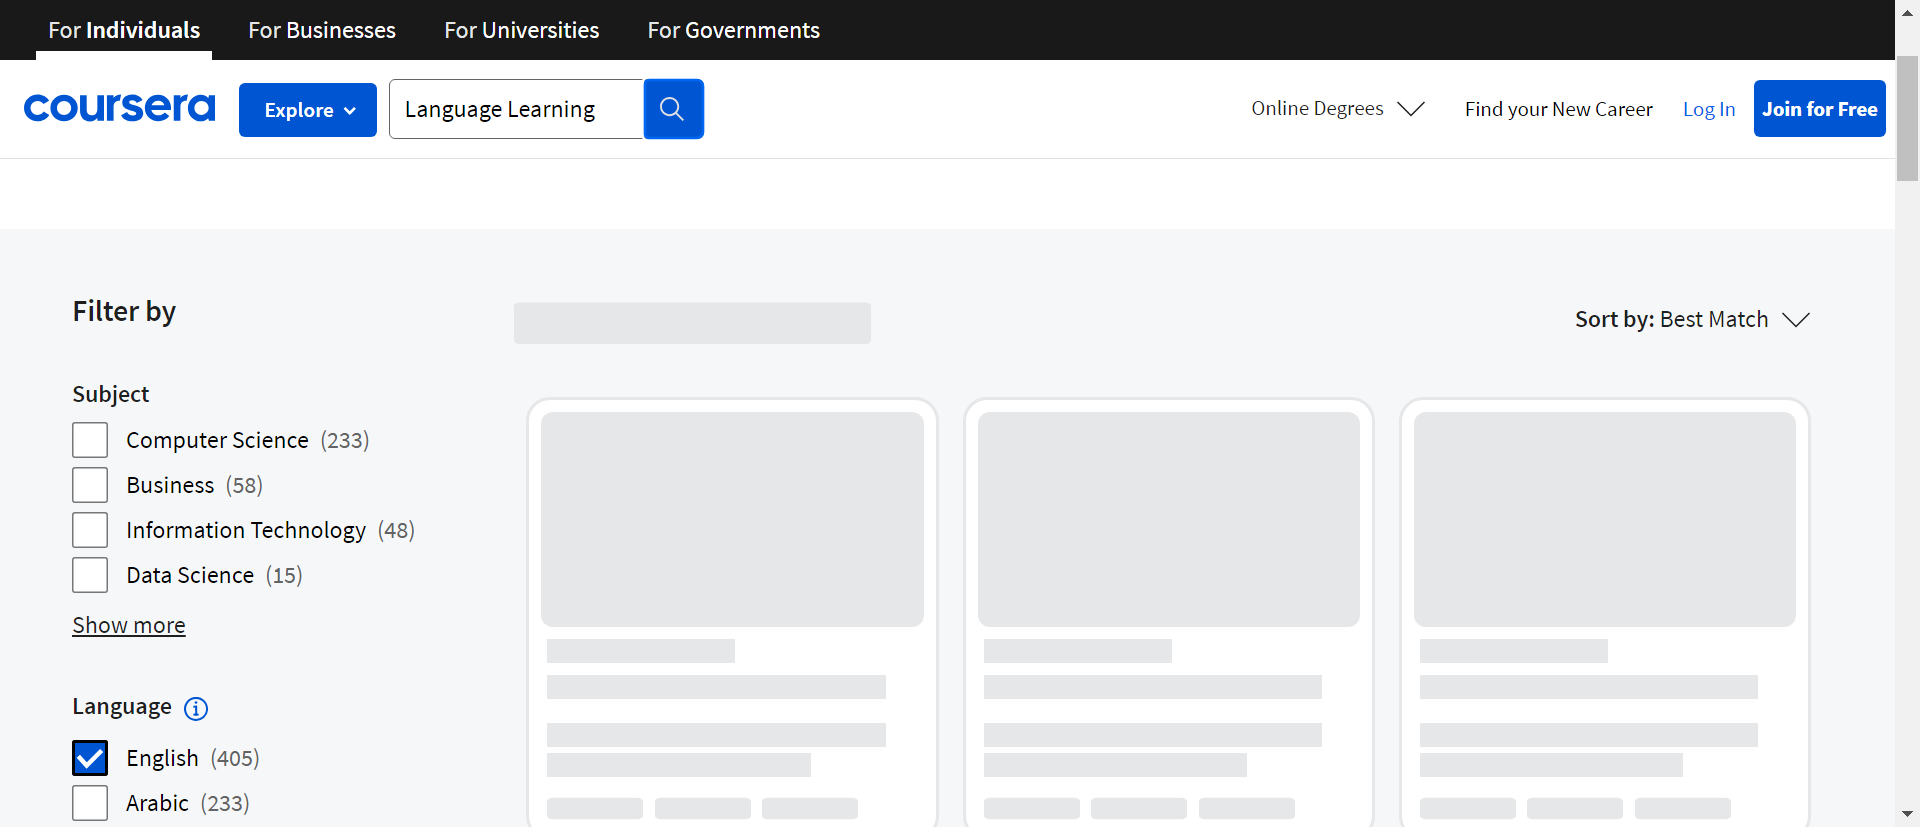 For Individuals For Businesses For Universities For Governments
coursera Explore Language Learning Online Degrees Find your New Career Log In Join for Free
Filter by
Sort by: Best Match
Subject
Computer Science (233)
Business (58)
Information Technology (48)
Data Science (15)
Show more
Language
English (405)
Arabic (233)